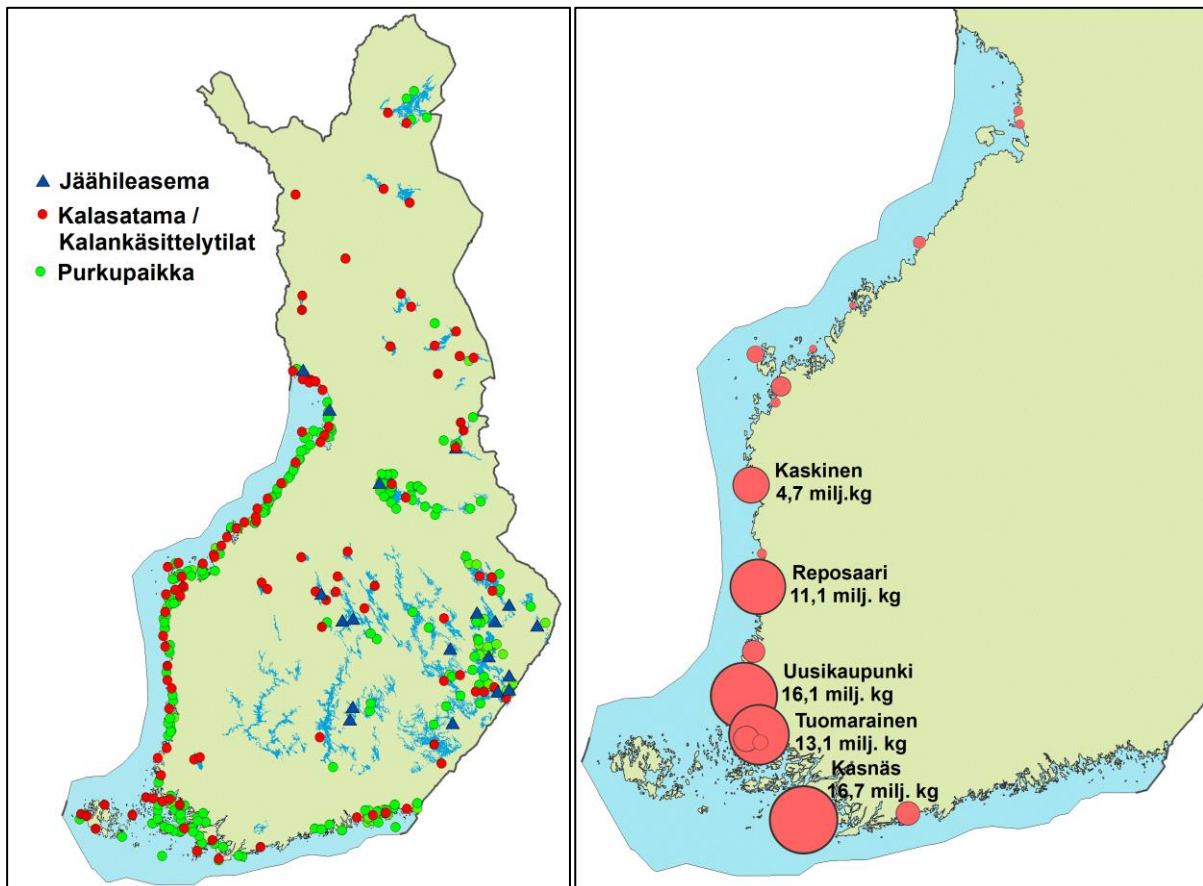 Jäähileasema
Kalasatama /
Kalankäsittelytilat
Purkupaikka
Kaskinen
4,7 milj.kg
Reposaari
11,1 milj. kg
Uusikaupunki
16,1 milj. kg
Tuomarainen
13,1 milj. kg
Kasnäs
16,7 milj. kg